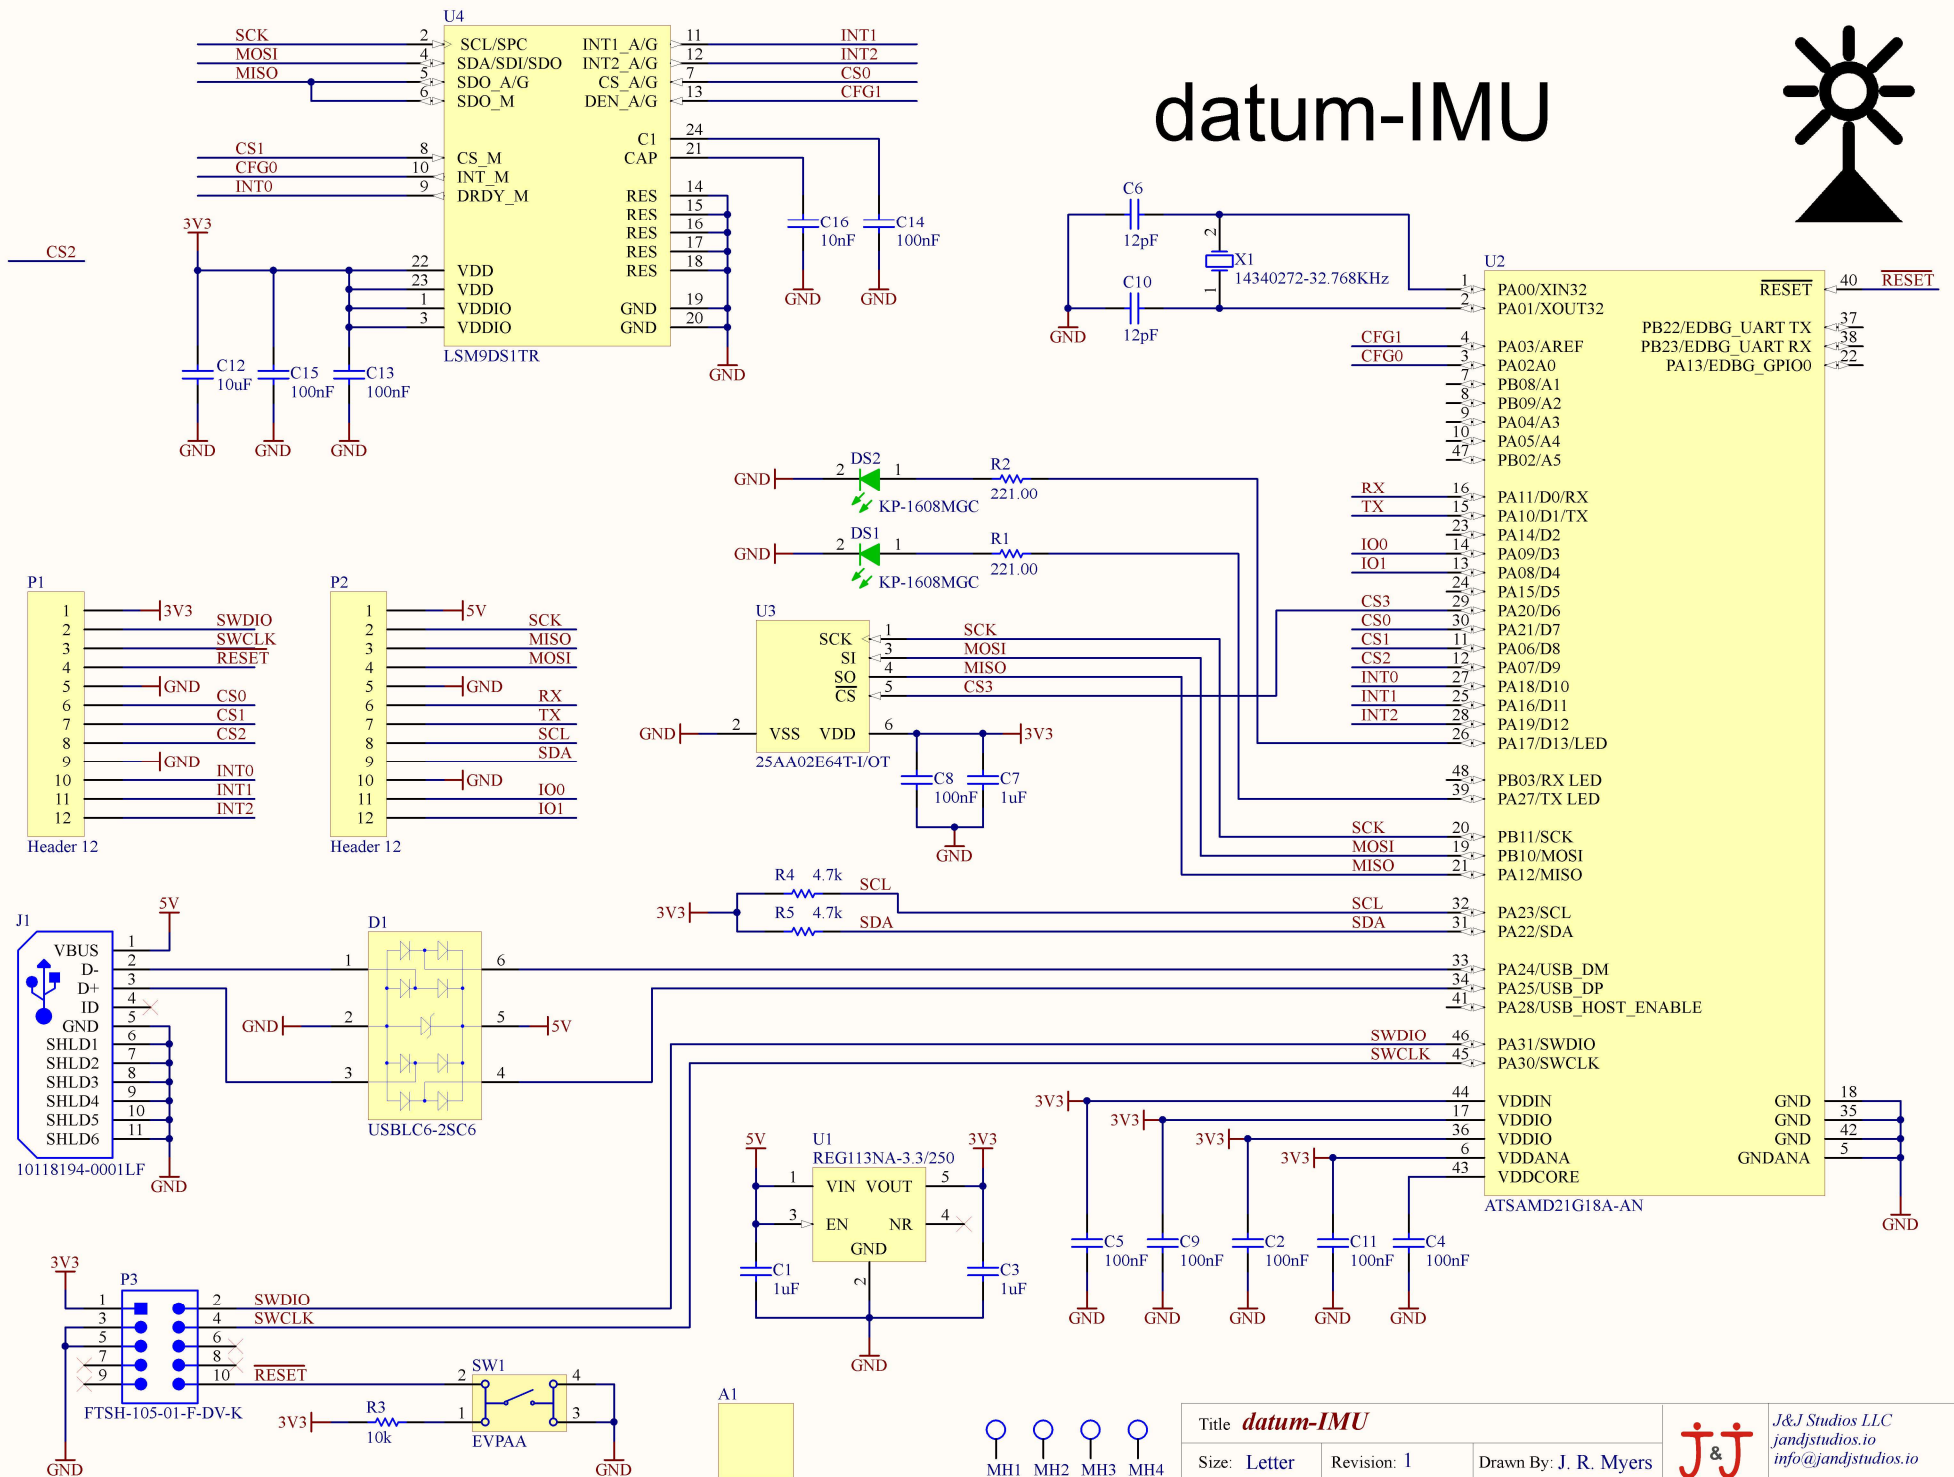 datum-IMU
U4
SCK 2 SCL/SPC INT1_A/G 11 INT1
MOSI 4 SDA/SDI/SDO INT2_A/G 12 INT2
MISO 5 SDO_A/G CS_A/G 7 CS0
6 SDO_M DEN_A/G 13 CFG1
C1 24
CS1 8 CS_M CAP 21
CFG0 10 INT_M
INT0 9 DRDY_M RES 14
RES 15
RES 16
RES 17
RES 18
3V3
CS2
22 VDD
23 VDD
1 VDDIO GND 19
3 VDDIO GND 20
LSM9DS1TR
GND
C16
10nF
GND
C14
100nF
GND
C12
10uF
GND
C15
100nF
GND
C13
100nF
GND
C6
12pF
2
X1
14340272-32.768KHz
1
C10
12pF
GND
U2
1 PA00/XIN32 RESET 40 RESET
2 PA01/XOUT32
PB22/EDBG_UART TX 37
CFG1 4 PA03/AREF PB23/EDBG_UART RX 38
CFG0 3 PA02A0 PA13/EDBG_GPIO0 22
7 PB08/A1
8 PB09/A2
9 PA04/A3
10 PA05/A4
47 PB02/A5
RX 16 PA11/D0/RX
TX 15 PA10/D1/TX
23 PA14/D2
IO0 14 PA09/D3
IO1 13 PA08/D4
24 PA15/D5
CS3 29 PA20/D6
CS0 30 PA21/D7
CS1 11 PA06/D8
CS2 12 PA07/D9
INT0 27 PA18/D10
INT1 25 PA16/D11
INT2 28 PA19/D12
26 PA17/D13/LED
48 PB03/RX LED
39 PA27/TX LED
SCK 20 PB11/SCK
MOSI 19 PB10/MOSI
MISO 21 PA12/MISO
SCL 32 PA23/SCL
SDA 31 PA22/SDA
33 PA24/USB_DM
34 PA25/USB_DP
41 PA28/USB_HOST_ENABLE
SWDIO 46 PA31/SWDIO
SWCLK 45 PA30/SWCLK
3V3 44 VDDIN GND 18
3V3 17 VDDIO GND 35
3V3 36 VDDIO GND 42
3V3 6 VDDANA GNDANA 5
43 VDDCORE
ATSAMD21G18A-AN
GND
C5
100nF
GND
C9
100nF
GND
C2
100nF
GND
C11
100nF
GND
C4
100nF
GND
GND 2 DS2 1 R2
KP-1608MGC 221.00
GND 2 DS1 1 R1
KP-1608MGC 221.00
U3
SCK 1 SCK
SI 3 MOSI
SO 4 MISO
CS 5 CS3
GND 2 VSS VDD 6 3V3
25AA02E64T-I/OT
C8
100nF
C7
1uF
GND
P1
1 3V3
2 SWDIO
3 SWCLK
4 RESET
5 GND
6 CS0
7 CS1
8 CS2
9 GND
10 INT0
11 INT1
12 INT2
Header 12
P2
1 5V
2 SCK
3 MISO
4 MOSI
5 GND
6 RX
7 TX
8 SCL
9 SDA
10 GND
11 IO0
12 IO1
Header 12
R4 4.7k SCL
3V3
R5 4.7k SDA
J1
5V
VBUS 1
D- 2
D+ 3
ID 4
GND 5
SHLD1 6
SHLD2 7
SHLD3 8
SHLD4 9
SHLD5 10
SHLD6 11
10118194-0001LF
GND
D1
1 6
GND 2 5 5V
3 4
USBLC6-2SC6
5V U1 3V3
REG113NA-3.3/250
1 VIN VOUT 5
3 EN NR 4
GND
2
C1
1uF
C3
1uF
GND
3V3
P3
1 2 SWDIO
3 4 SWCLK
5 6
7 8
9 10 RESET
FTSH-105-01-F-DV-K
GND
SW1
2 4
1 3
EVPAA
3V3 R3
10k
GND
A1
MH1 MH2 MH3 MH4
Title datum-IMU
Size: Letter Revision: 1 Drawn By: J. R. Myers
J&J
J&J Studios LLC
jandjstudios.io
info@jandjstudios.io